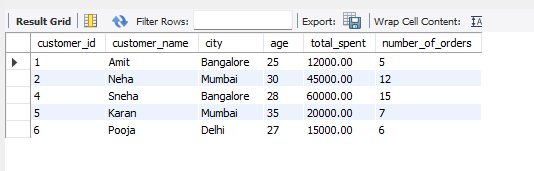 Result Grid Filter Rows: Export: Wrap Cell Content: IA
customer_id customer_name city age total_spent number_of_orders
1 Amit Bangalore 25 12000.00 5
2 Neha Mumbai 30 45000.00 12
4 Sneha Bangalore 28 60000.00 15
5 Karan Mumbai 35 20000.00 7
6 Pooja Delhi 27 15000.00 6